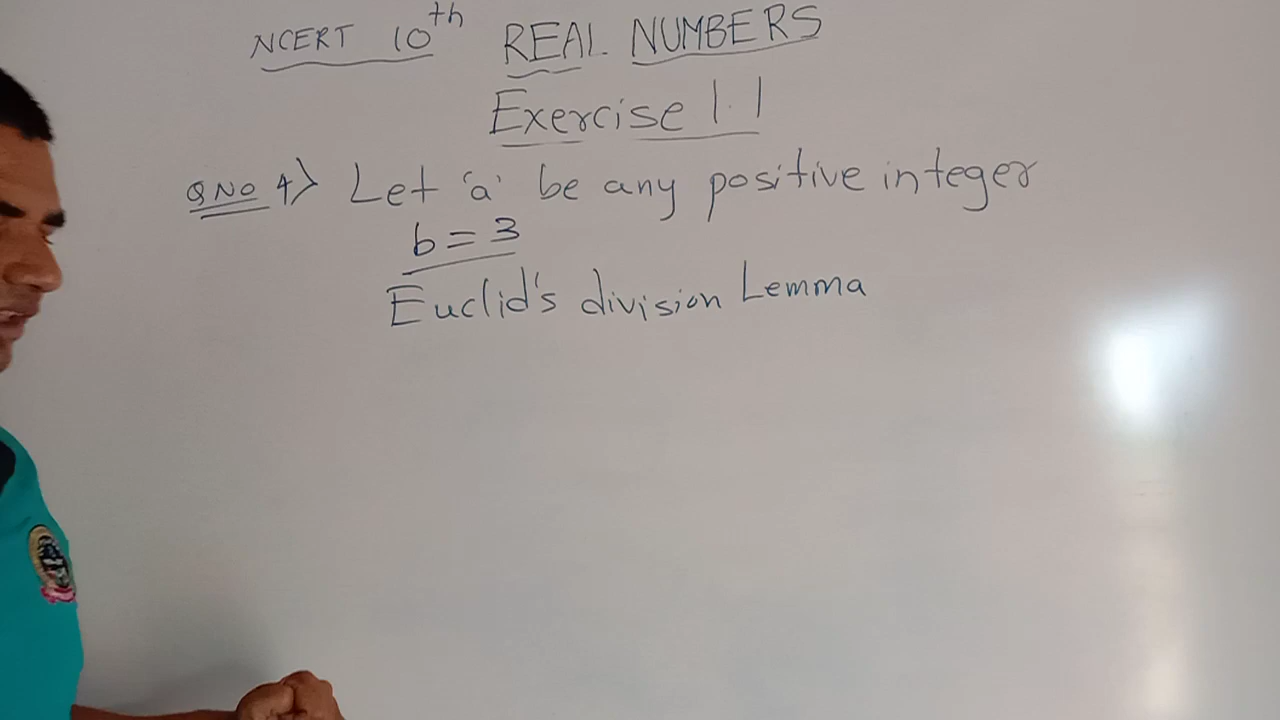 NCERT 10th REAL NUMBERS
Exercise 1.1
Q NO 4> Let 'a' be any positive integer
b = 3
Euclid's division Lemma